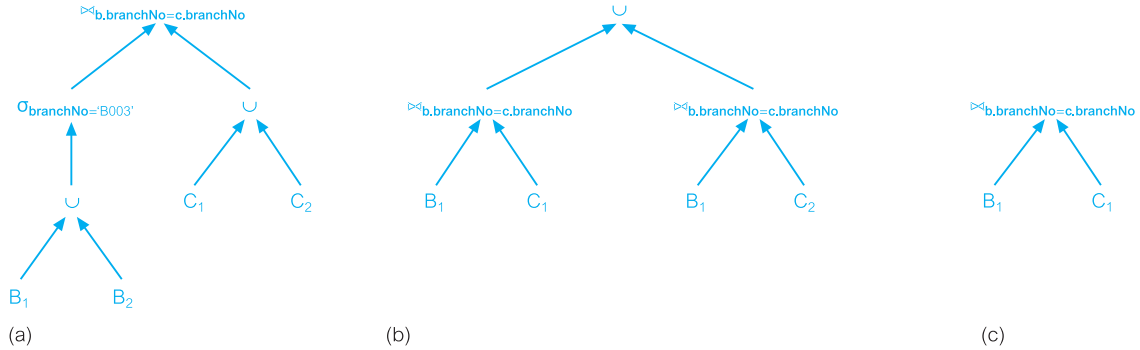 ∪
⋈b.branchNo=c.branchNo
σbranchNo='B003'
∪
⋈b.branchNo=c.branchNo
⋈b.branchNo=c.branchNo
⋈b.branchNo=c.branchNo
∪
C₁
C₂
B₁
C₁
B₁
C₂
B₁
C₁
B₁
B₂
(a)
(b)
(c)